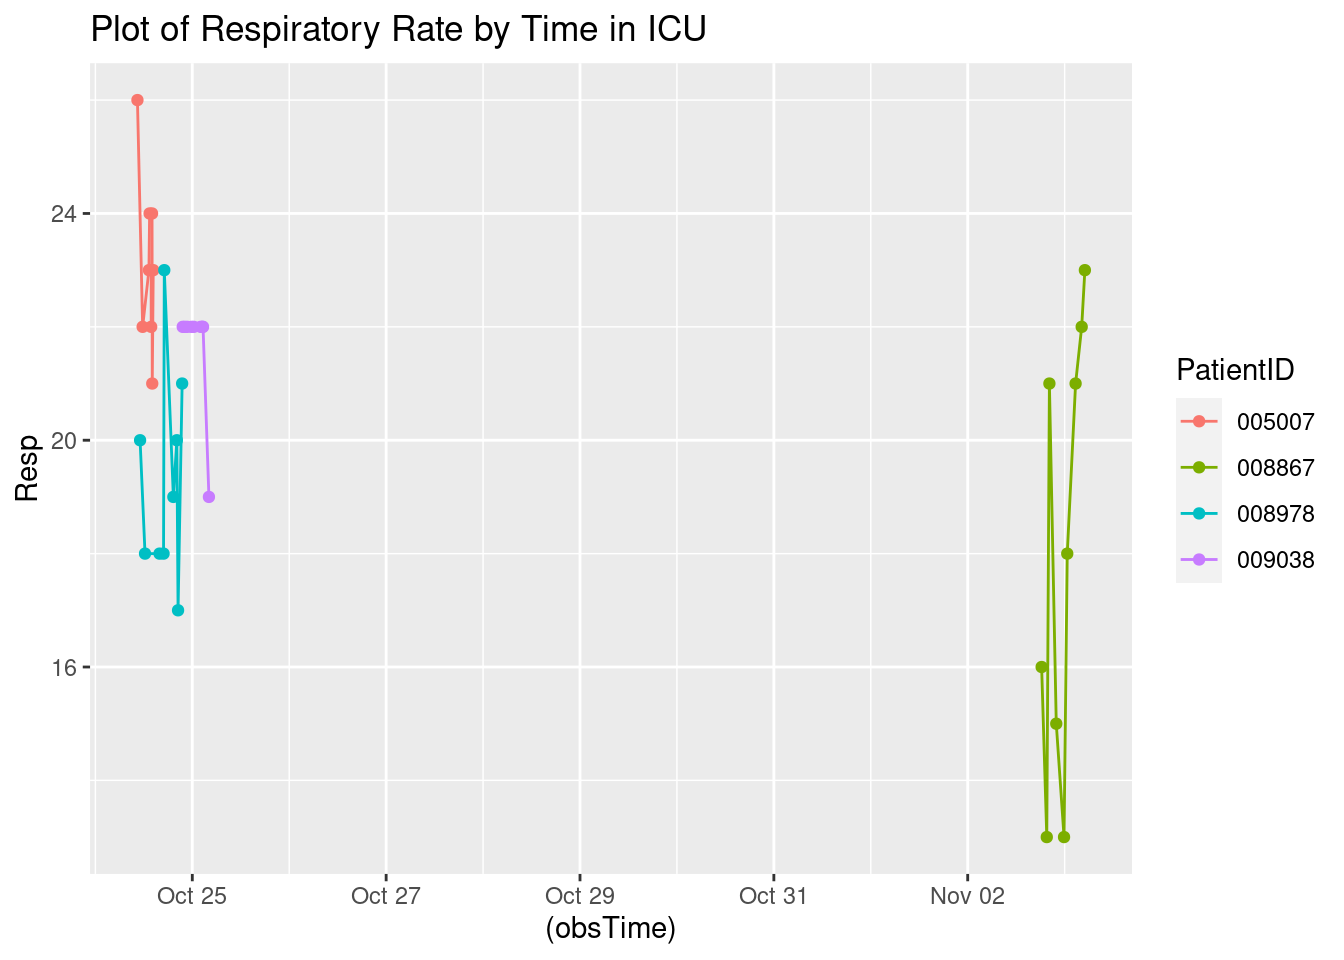 Plot of Respiratory Rate by Time in ICU
24
20
16
Resp
Oct 25
Oct 27
Oct 29
Oct 31
Nov 02
(obsTime)
PatientID
005007
008867
008978
009038